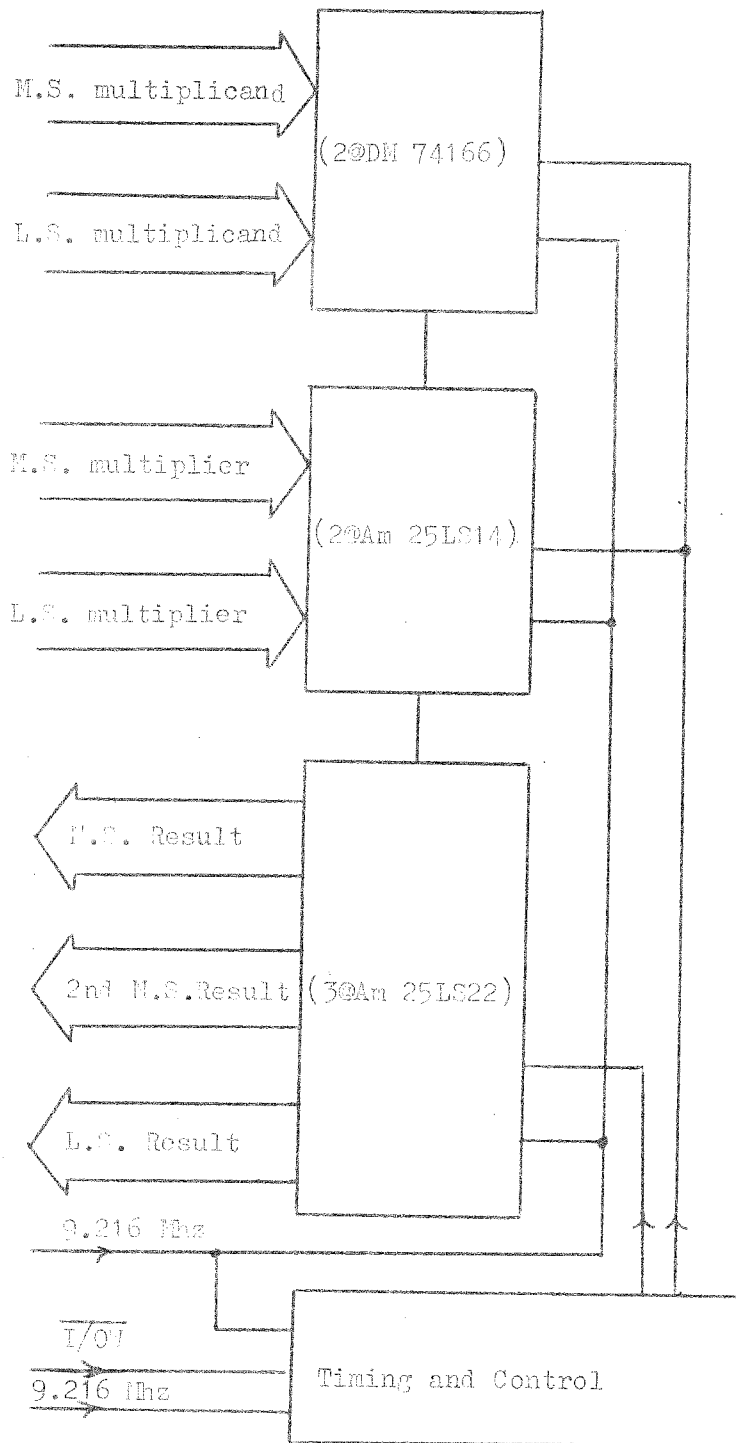 M.S. multiplicand
(2@DM 74166)
L.S. multiplicand
M.S. multiplier
(2@Am 25LS14)
L.S. multiplier
M.S. Result
2nd M.S.Result
(3@Am 25LS22)
L.S. Result
9.216 Mhz
I/OW
9.216 Mhz
Timing and Control